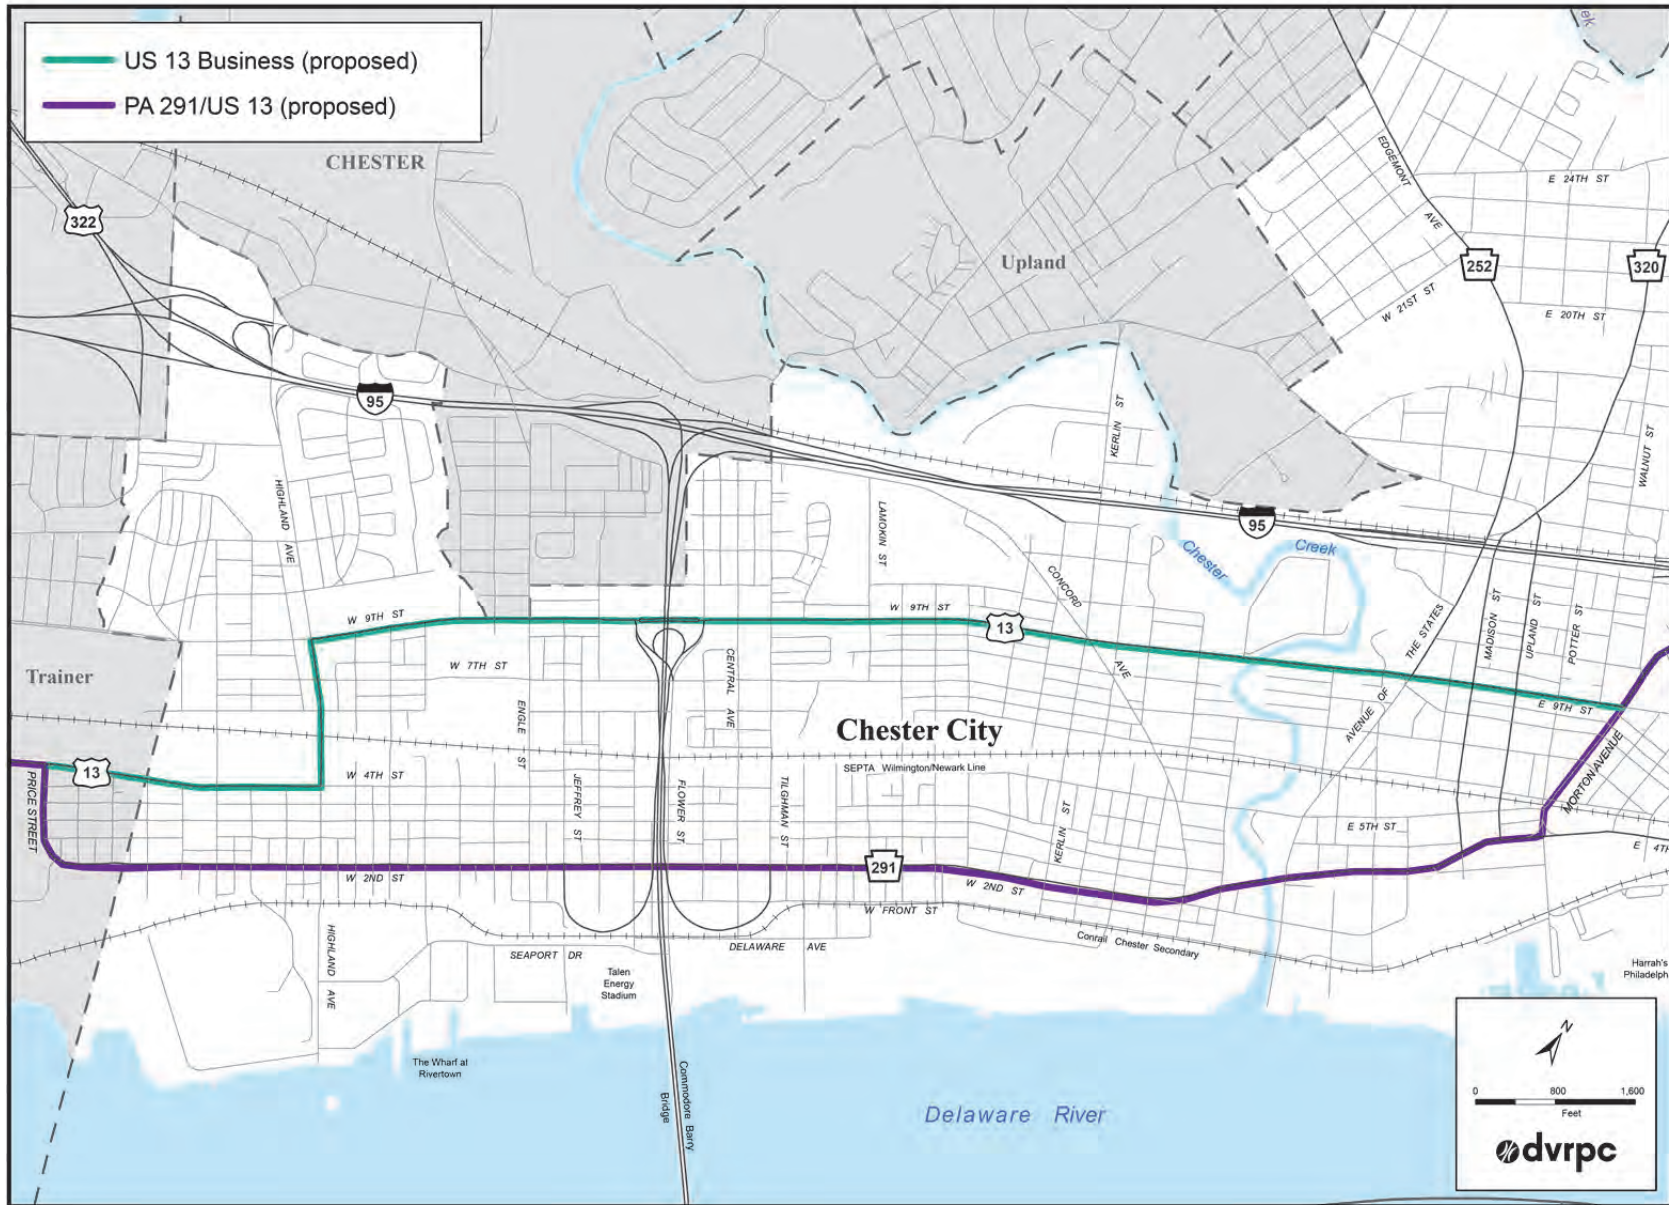 US 13 Business (proposed)
PA 291/US 13 (proposed)
ek
CHESTER
322
EDGEMONT
AVE
E 24TH ST
Upland
252
320
W 21ST ST
E 20TH ST
95
KERLIN ST
WALNUT ST
HIGHLAND
AVE
LAMOKIN ST
95
Chester
Creek
CONCORD
AVE
W 9TH ST
W 9TH ST
13
THE STATES
MADISON ST
UPLAND ST
POTTER ST
W 7TH ST
CENTRAL AVE
Trainer
ENGLE ST
AVENUE OF
E 9TH ST
Chester City
SEPTA Wilmington/Newark Line
13
PRICE STREET
W 4TH ST
JEFFREY ST
FLOWER ST
TILGHMAN ST
KERLIN ST
MORTON AVENUE
E 5TH ST
E 4TH
291
W 2ND ST
W 2ND ST
W FRONT ST
HIGHLAND AVE
SEAPORT DR
DELAWARE AVE
Conrail Chester Secondary
Talen
Energy
Stadium
Harrah's
Philadelph
The Wharf at
Rivertown
Commodore Barry
Bridge
Delaware River
N
0 800 1,600
Feet
dvrpc